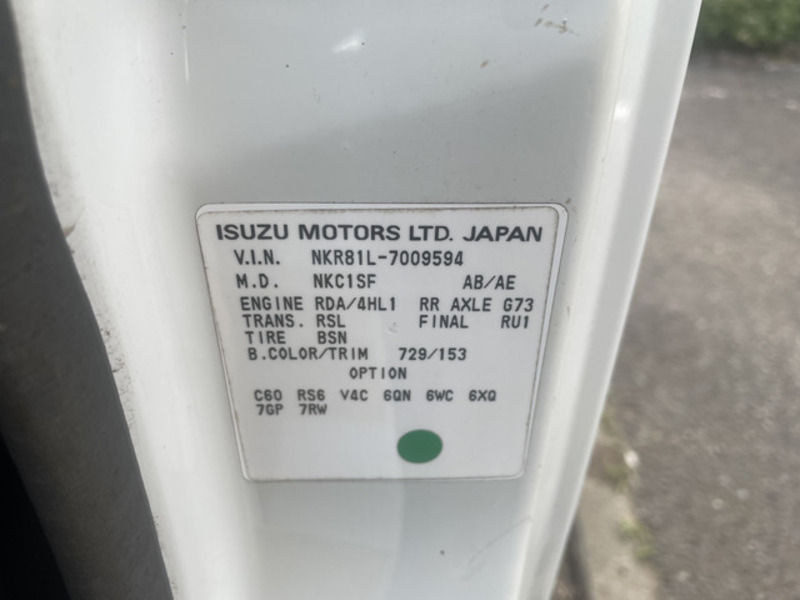 ISUZU MOTORS LTD. JAPAN
V.I.N. NKR81L-7009594
M.D. NKC1SF AB/AE
ENGINE RDA/4HL1 RR AXLE G73
TRANS. RSL FINAL RU1
TIRE BSN
B.COLOR/TRIM 729/153
OPTION
C60 RS6 V4C 6QN 6WC 6XQ
7GP 7RW